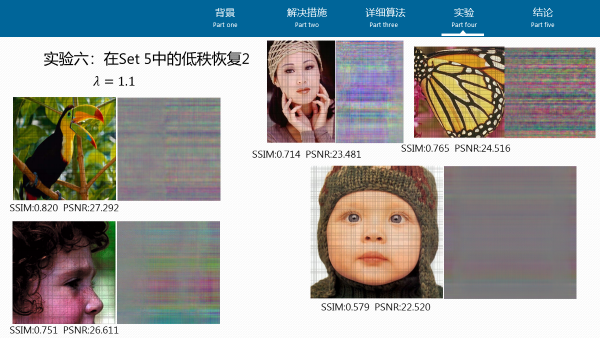 背景 解决措施 详细算法 实验 结论
Part one Part two Part three Part four Part five
实验六：在Set 5中的低秩恢复2
λ = 1.1
SSIM:0.714 PSNR:23.481
SSIM:0.765 PSNR:24.516
SSIM:0.820 PSNR:27.292
SSIM:0.579 PSNR:22.520
SSIM:0.751 PSNR:26.611